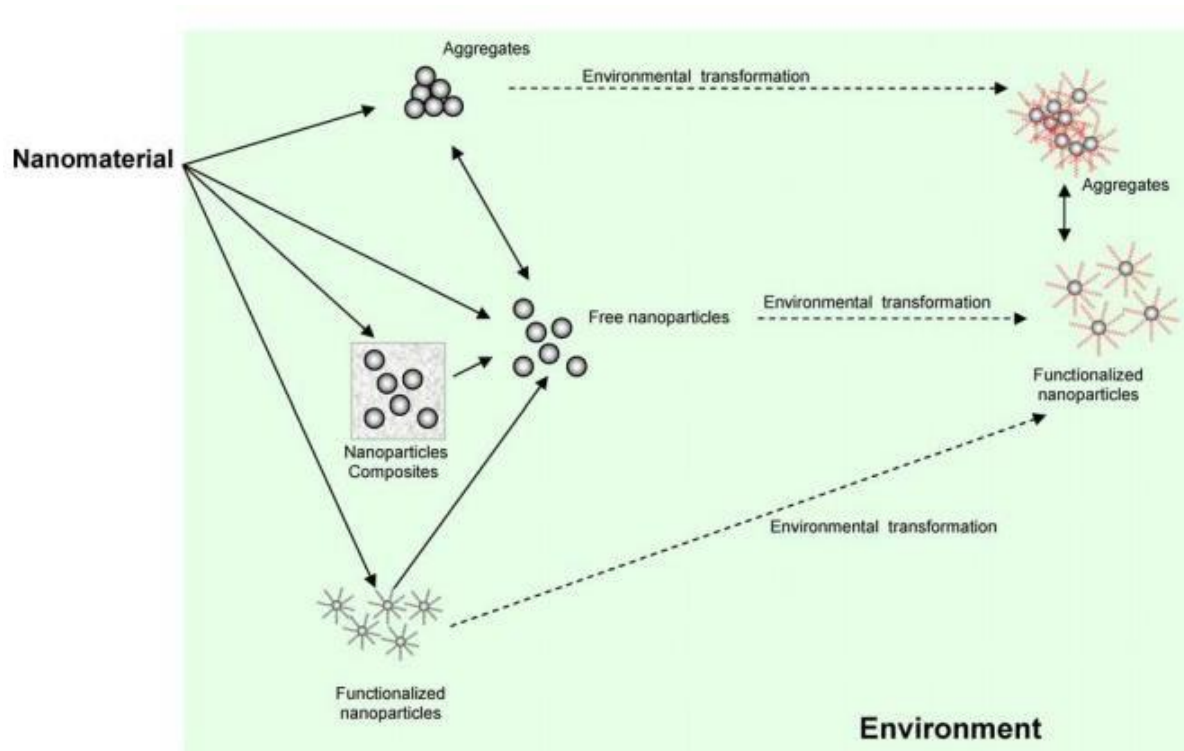 Aggregates
Environmental transformation
Nanomaterial
Aggregates
Free nanoparticles
Environmental transformation
Functionalized
nanoparticles
Nanoparticles
Composites
Environmental transformation
Functionalized
nanoparticles
Environment